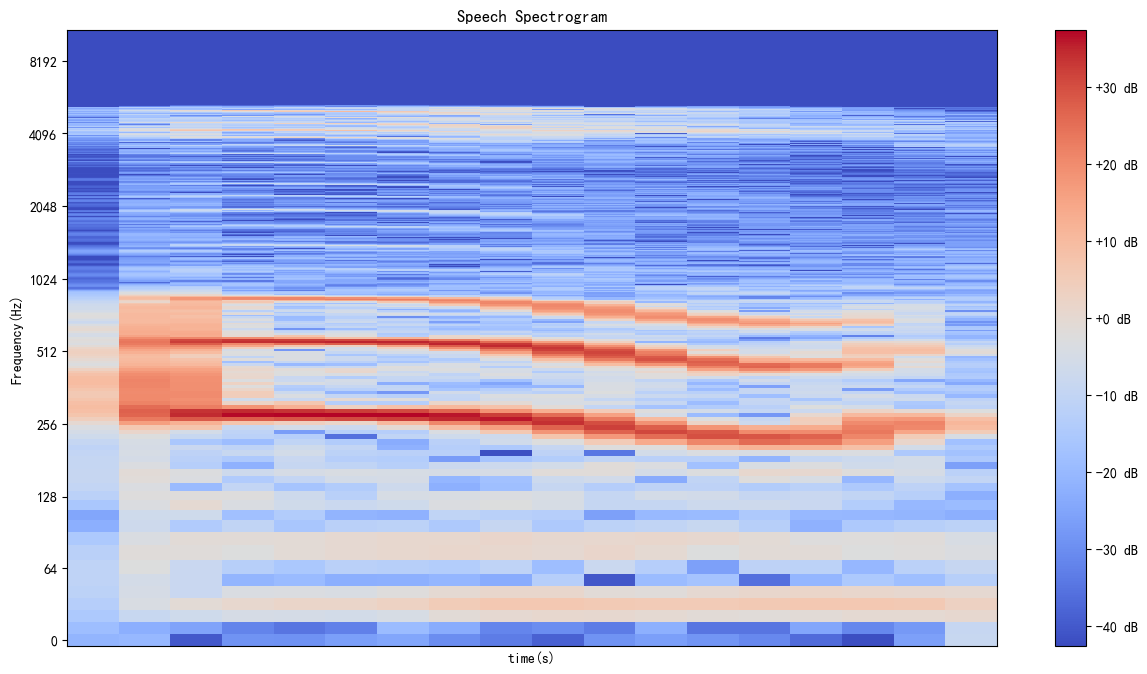 Speech Spectrogram
8192
4096
2048
1024
512
256
128
64
0
Frequency(Hz)
time(s)
+30 dB
+20 dB
+10 dB
+0 dB
-10 dB
-20 dB
-30 dB
-40 dB